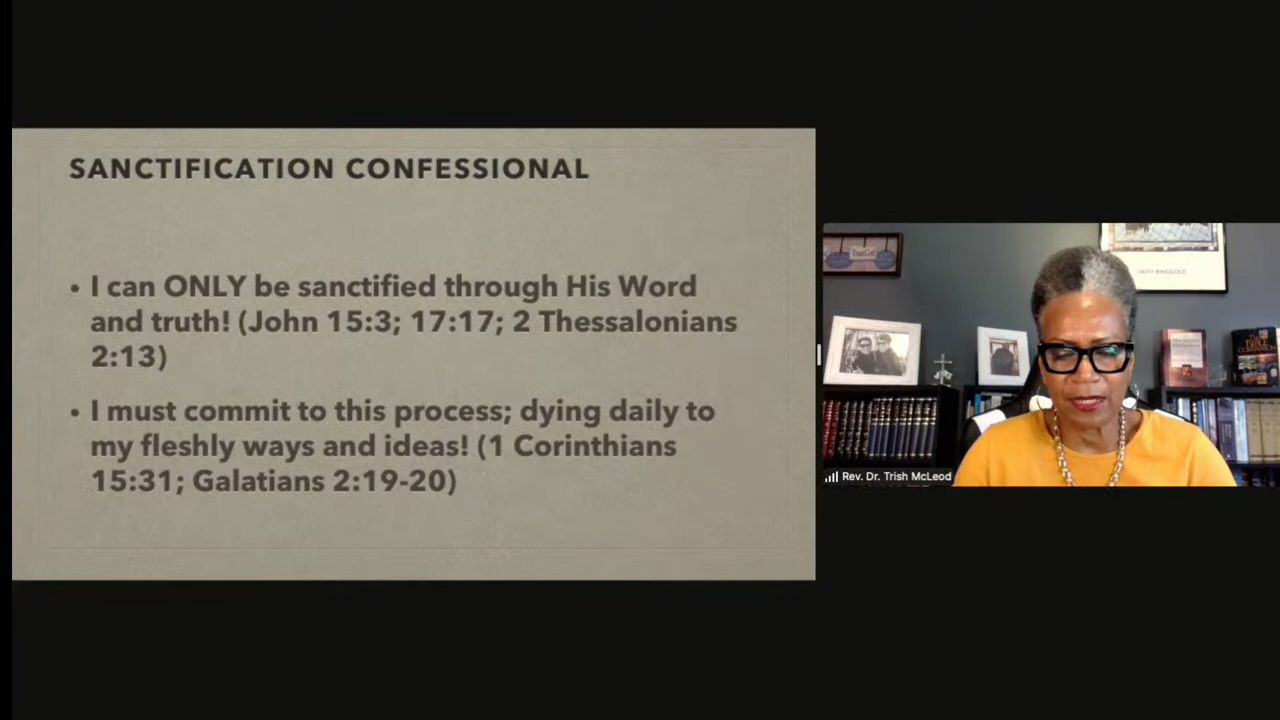 SANCTIFICATION CONFESSIONAL
• I can ONLY be sanctified through His Word
and truth! (John 15:3; 17:17; 2 Thessalonians
2:13)
• I must commit to this process; dying daily to
my fleshly ways and ideas! (1 Corinthians
15:31; Galatians 2:19-20)
FAITH RINGGOLD
Rev. Dr. Trish McLeod